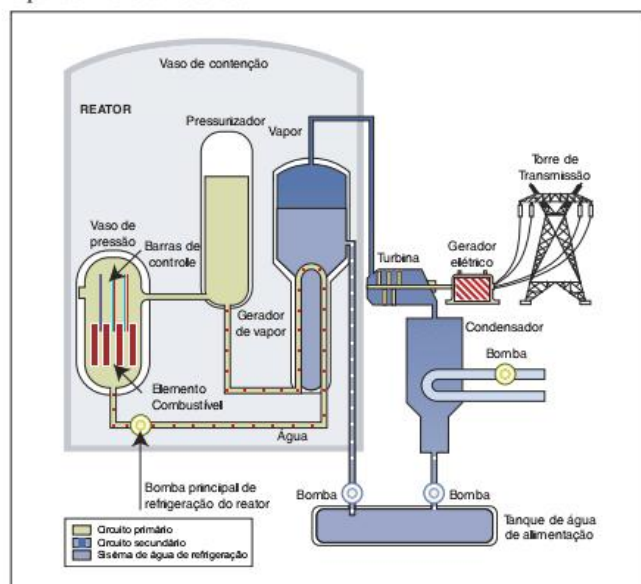 Vaso de contenção
REATOR
Pressurizador
Vapor
Torre de
Transmissão
Vaso de
pressão
Barras de
controle
Turbina
Gerador
elétrico
Gerador
de vapor
Condensador
Bomba
Elemento
Combustível
Água
Bomba principal de
refrigeração do reator
Bomba
Bomba
Tanque de água
de alimentação
Circuito primário
Circuito secundário
Sistema de água de refrigeração